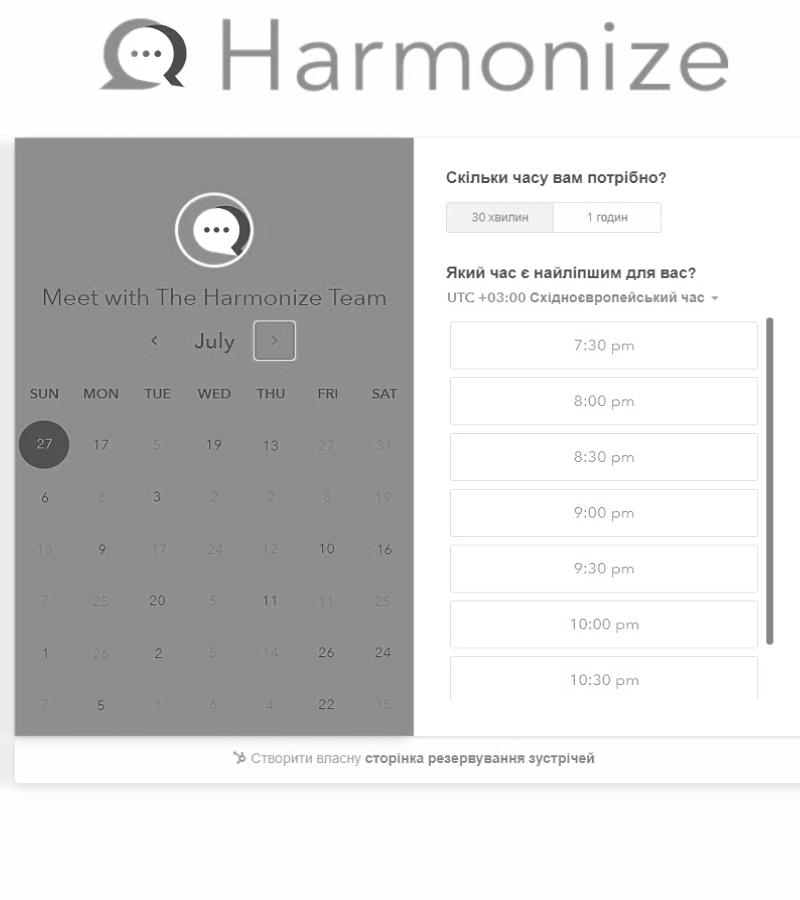 Harmonize
Meet with The Harmonize Team
July
SUN MON TUE WED THU FRI SAT
27 17 5 19 13 27 31
6 8 3 2 2 8 19
13 9 17 24 12 10 16
7 25 20 5 11 11 25
1 26 2 5 14 26 24
7 5 1 6 4 22 15
Скільки часу вам потрібно?
30 хвилин 1 годин
Який час є найліпшим для вас?
UTC +03:00 Східноєвропейський час
7:30 pm
8:00 pm
8:30 pm
9:00 pm
9:30 pm
10:00 pm
10:30 pm
Створити власну сторінка резервування зустрічей